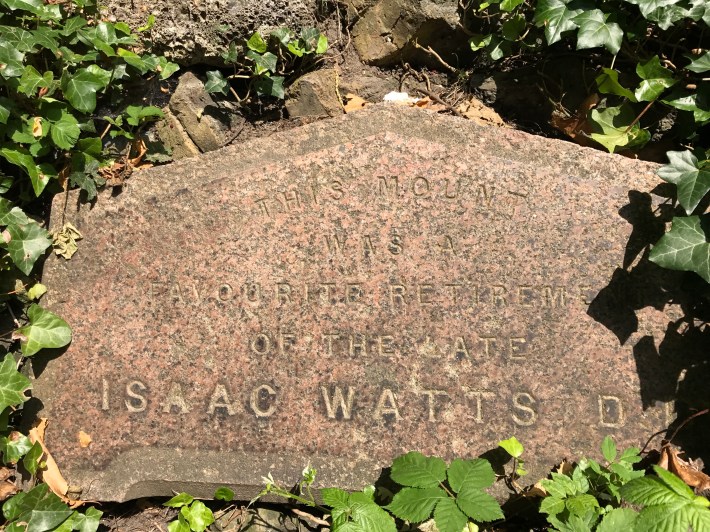 THIS MOUNT
WAS A
FAVOURITE RETIREME
OF THE LATE
ISAAC WATTS D